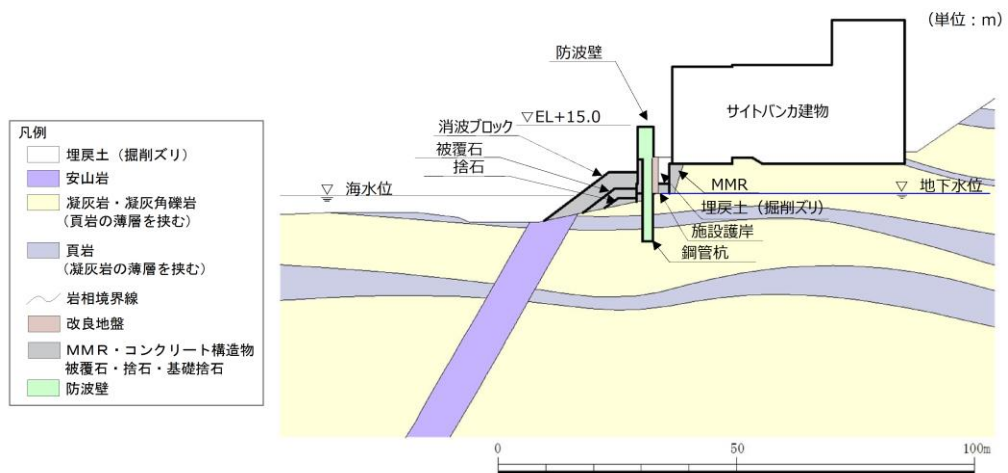 (単位：m)
防波壁
サイトバンカ建物
▽EL+15.0
消波ブロック
被覆石
捨石
▽ 海水位
MMR
▽ 地下水位
埋戻土（掘削ズリ）
施設護岸
鋼管杭
凡例
埋戻土（掘削ズリ）
安山岩
凝灰岩・凝灰角礫岩
(頁岩の薄層を挟む)
頁岩
(凝灰岩の薄層を挟む)
岩相境界線
改良地盤
ＭＭＲ・コンクリート構造物
被覆石・捨石・基礎捨石
防波壁
0
50
100m